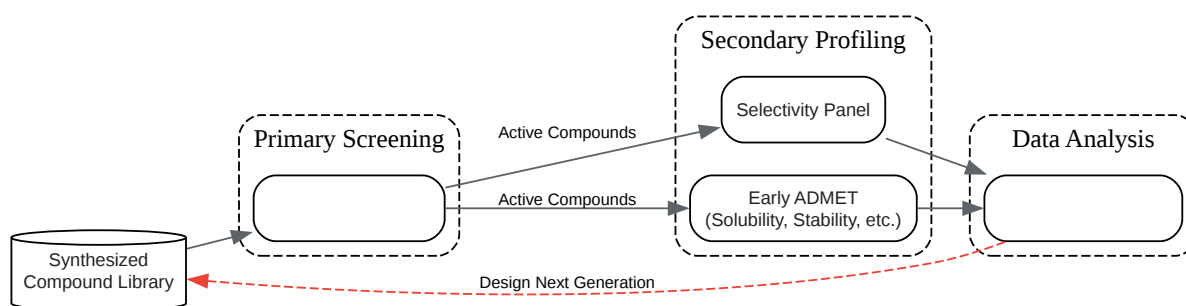 Secondary Profiling
Selectivity Panel
Active Compounds
Primary Screening
Data Analysis
Active Compounds
Early ADMET
(Solubility, Stability, etc.)
Synthesized
Compound Library
Design Next Generation